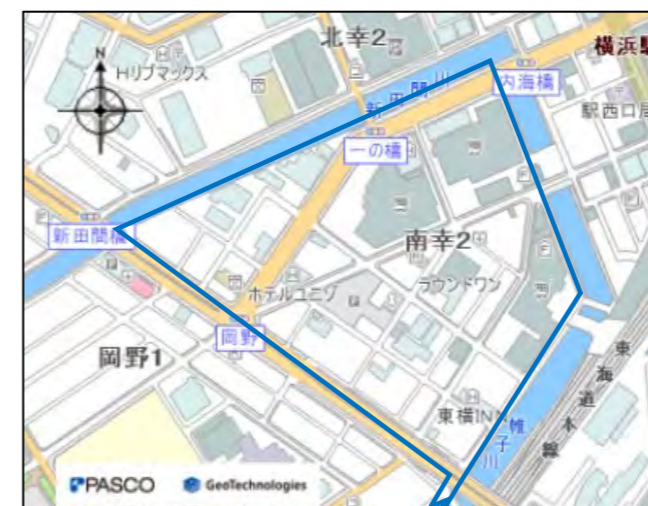 北幸2
横浜駅
N
Hリブマックス
新田間川
内海橋
駅西口
一の橋
南幸2
新田間橋
ラウンドワン
ホテルユニゾ
岡野
岡野1
東海道本線
東横INN
帷子川
PASCO
GeoTechnologies